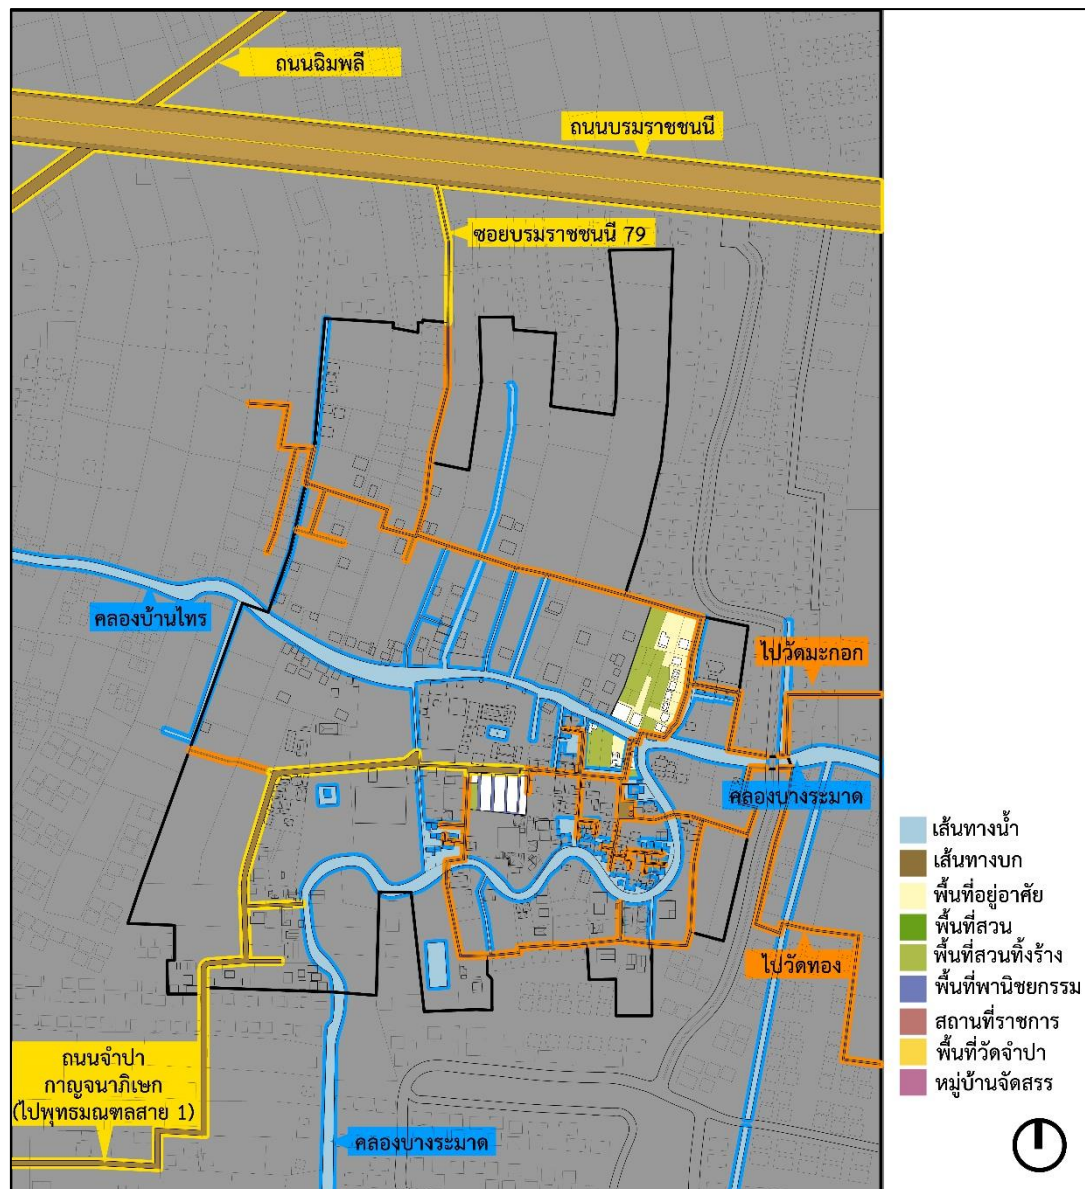 ถนนฉิมพลี
ถนนบรมราชชนนี
ซอยบรมราชชนนี 79
คลองบ้านไทร
ไปวัดมะกอก
คลองบางระมาด
ไปวัดทอง
ถนนจำปา
กาญจนาภิเษก
(ไปพุทธมณฑลสาย 1)
คลองบางระมาด
เส้นทางน้ำ
เส้นทางบก
พื้นที่อยู่อาศัย
พื้นที่สวน
พื้นที่สวนทิ้งร้าง
พื้นที่พานิชยกรรม
สถานที่ราชการ
พื้นที่วัดจำปา
หมู่บ้านจัดสรร